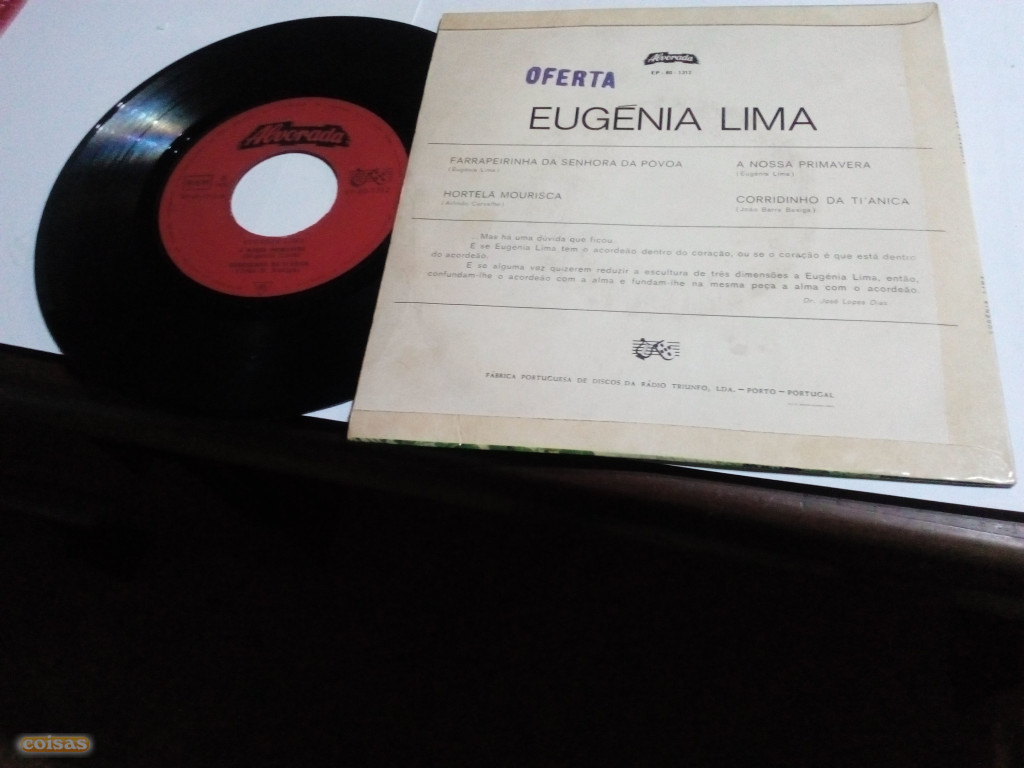 Alvorada
Alvorada
EP - 60 - 1312
OFERTA
EUGÉNIA LIMA
FARRAPEIRINHA DA SENHORA DA POVOA
(Eugénia Lima)
HORTELÃ MOURISCA
A NOSSA PRIMAVERA
(Eugénia Lima)
CORRIDINHO DA TI'ANICA
... Mas há uma dúvida que ficou.
E se Eugénia Lima tem o acordeão dentro do coração, ou se o coração é que está dentro
do acordeão.
E se alguma vez quizerem reduzir a escultura de três dimensões a Eugénia Lima, então,
confundam-lhe o acordeão com a alma e fundam-lhe na mesma peça a alma com o acordeão.
Dr. José Lopes Dias
FÁBRICA PORTUGUESA DE DISCOS DA RÁDIO TRIUNFO, LDA. — PORTO — PORTUGAL
coisas